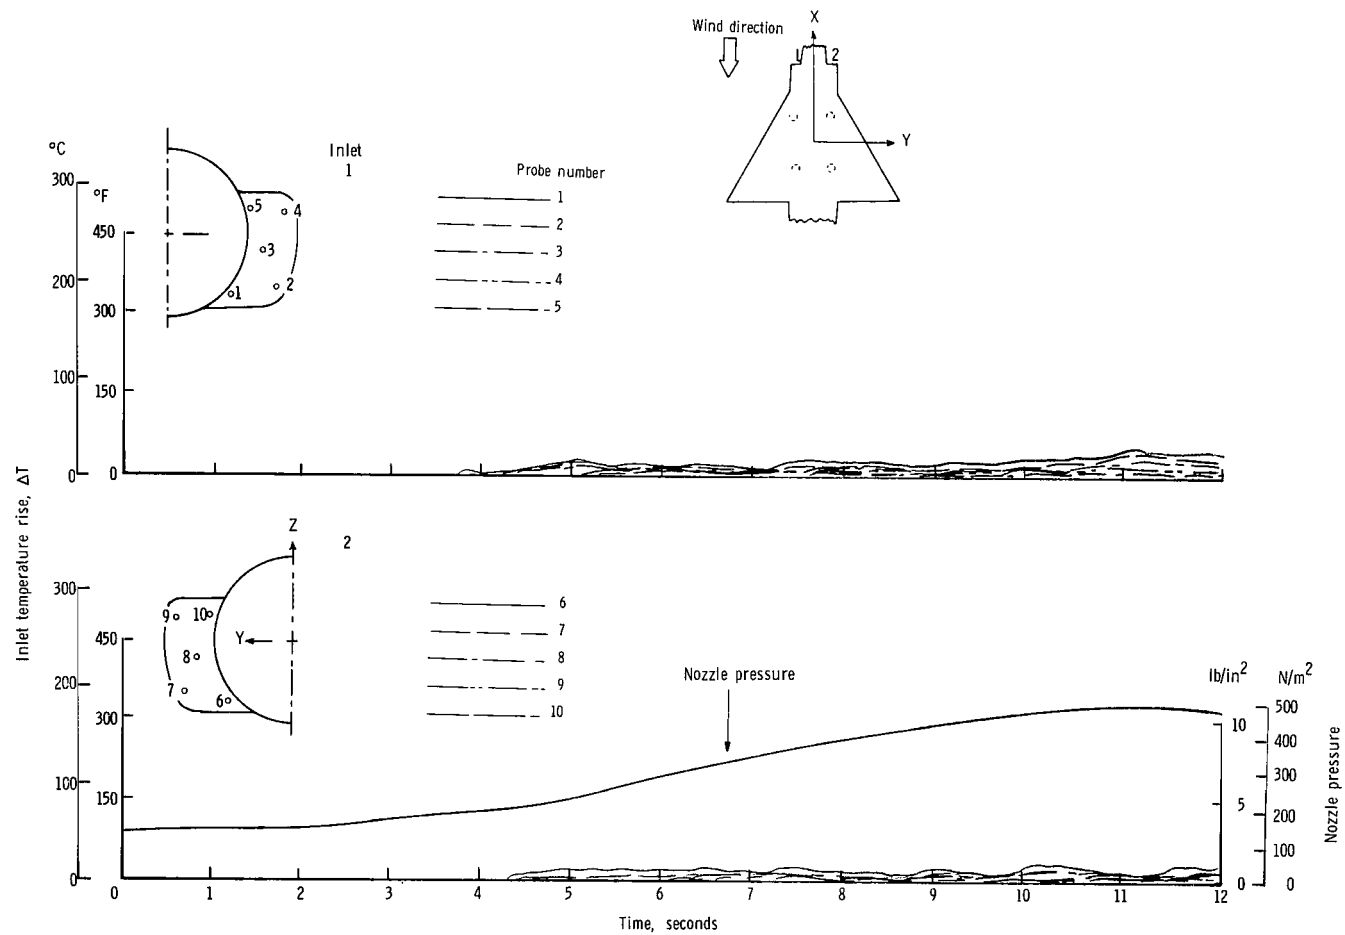 Wind direction
X
1 2
Y
°C
°F
Inlet
1
Probe number
300
450
200
300
100
150
0
0
1
2
3
4
5
5
4
3
2
1
Inlet temperature rise, ΔT
Z
2
Y
9
10
8
7
6
6
7
8
9
10
300
450
200
300
100
150
0
Nozzle pressure
lb/in2
N/m2
10
5
0
500
400
300
200
100
0
Nozzle pressure
0 1 2 3 4 5 6 7 8 9 10 11 12
Time, seconds